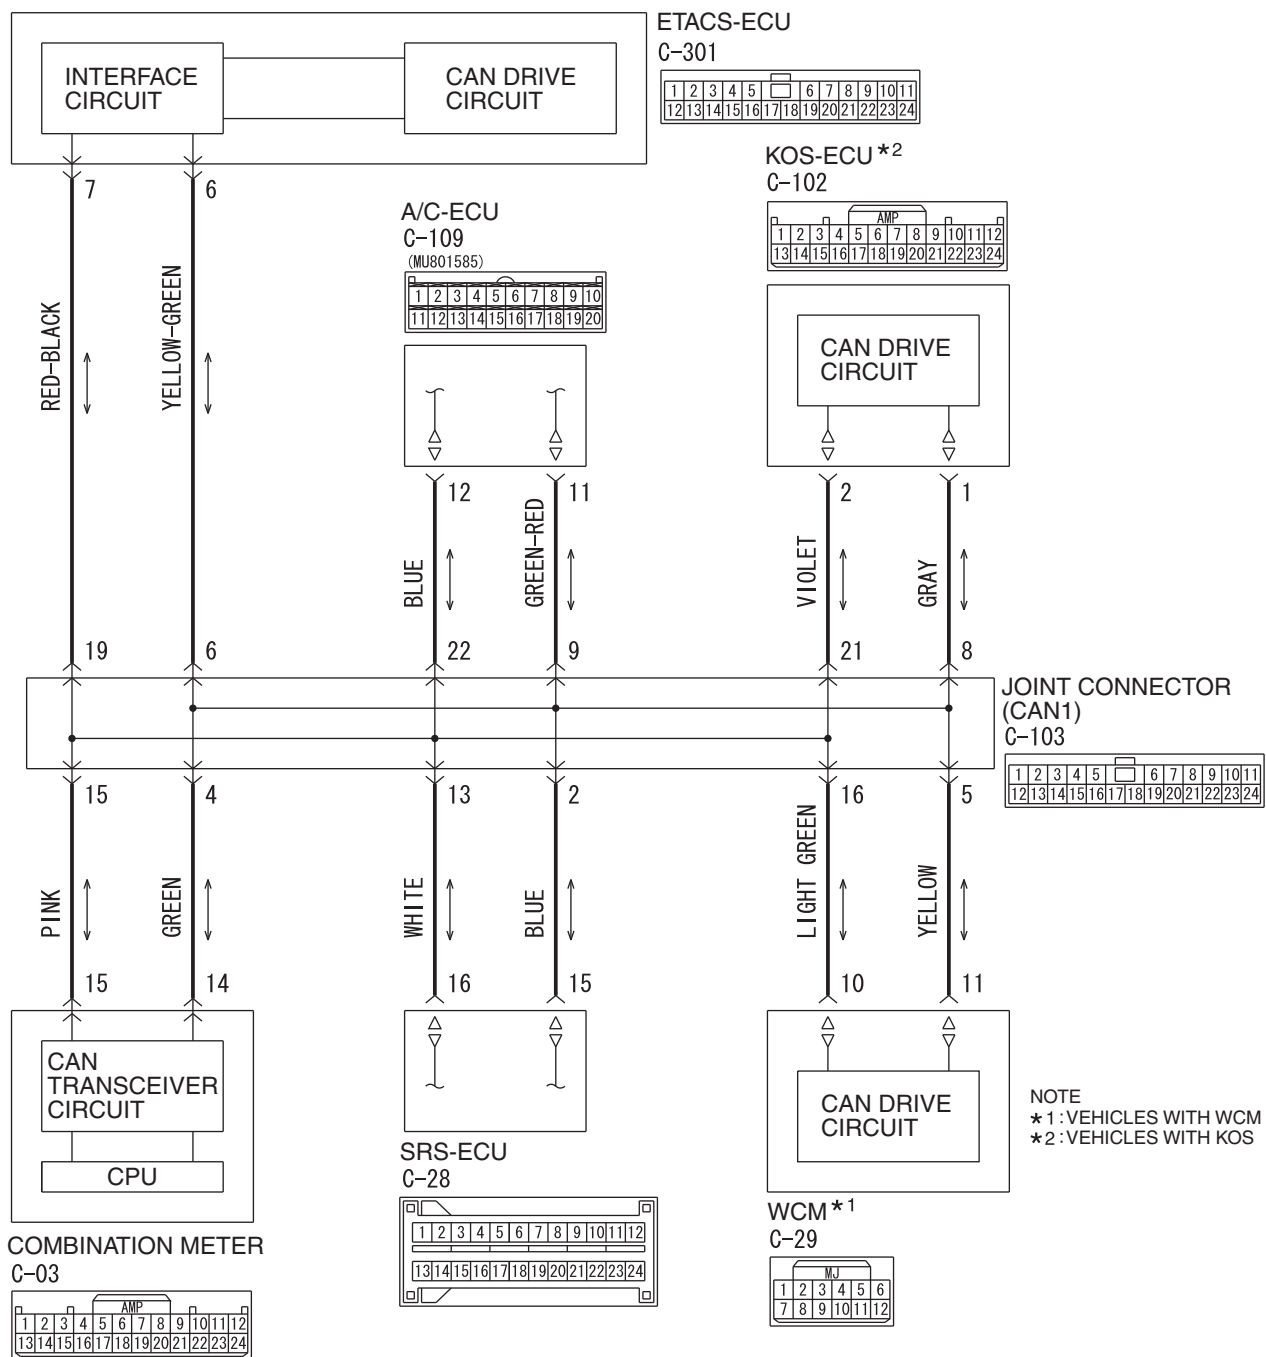 ETACS-ECU
C-301
INTERFACE
CIRCUIT
CAN DRIVE
CIRCUIT
1 2 3 4 5 6 7 8 9 10 11
12 13 14 15 16 17 18 19 20 21 22 23 24
7
6
KOS-ECU *2
C-102
AMP
1 2 3 4 5 6 7 8 9 10 11 12
13 14 15 16 17 18 19 20 21 22 23 24
A/C-ECU
C-109
(MU801585)
1 2 3 4 5 6 7 8 9 10
11 12 13 14 15 16 17 18 19 20
CAN DRIVE
CIRCUIT
RED-BLACK
YELLOW-GREEN
12
11
2
1
BLUE
GREEN-RED
VIOLET
GRAY
19
6
22
9
21
8
JOINT CONNECTOR
(CAN1)
C-103
1 2 3 4 5 6 7 8 9 10 11
12 13 14 15 16 17 18 19 20 21 22 23 24
15
4
13
2
16
5
PINK
GREEN
WHITE
BLUE
LIGHT GREEN
YELLOW
15
14
16
15
10
11
CAN
TRANSCEIVER
CIRCUIT
CPU
CAN DRIVE
CIRCUIT
NOTE
*1:VEHICLES WITH WCM
*2:VEHICLES WITH KOS
SRS-ECU
C-28
1 2 3 4 5 6 7 8 9 10 11 12
13 14 15 16 17 18 19 20 21 22 23 24
WCM *1
C-29
MJ
1 2 3 4 5 6
7 8 9 10 11 12
COMBINATION METER
C-03
AMP
1 2 3 4 5 6 7 8 9 10 11 12
13 14 15 16 17 18 19 20 21 22 23 24